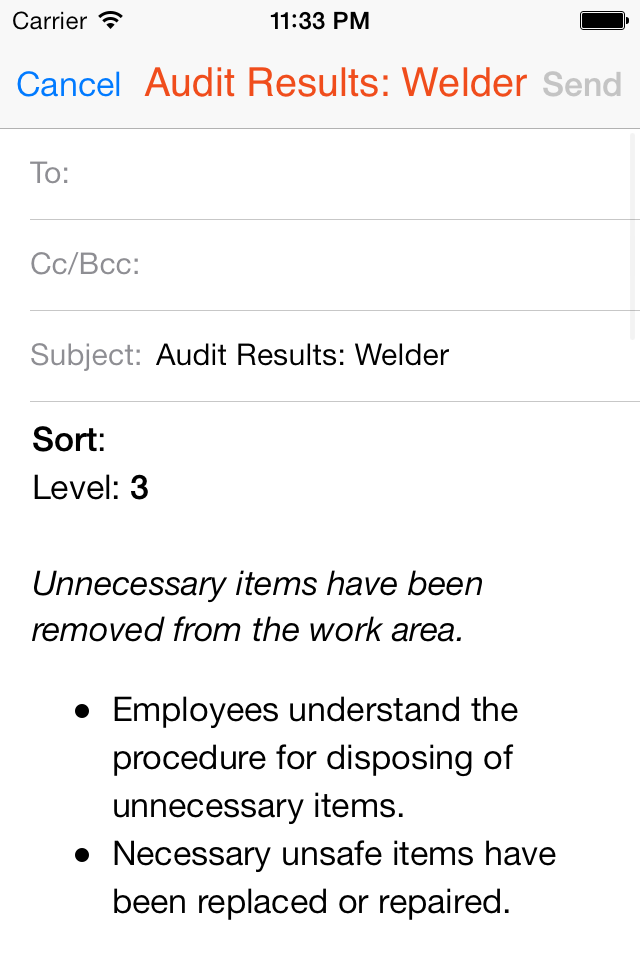 Carrier 11:33 PM
Cancel Audit Results: Welder Send
To:
Cc/Bcc:
Subject: Audit Results: Welder
Sort:
Level: 3
Unnecessary items have been
removed from the work area.
● Employees understand the
procedure for disposing of
unnecessary items.
● Necessary unsafe items have
been replaced or repaired.